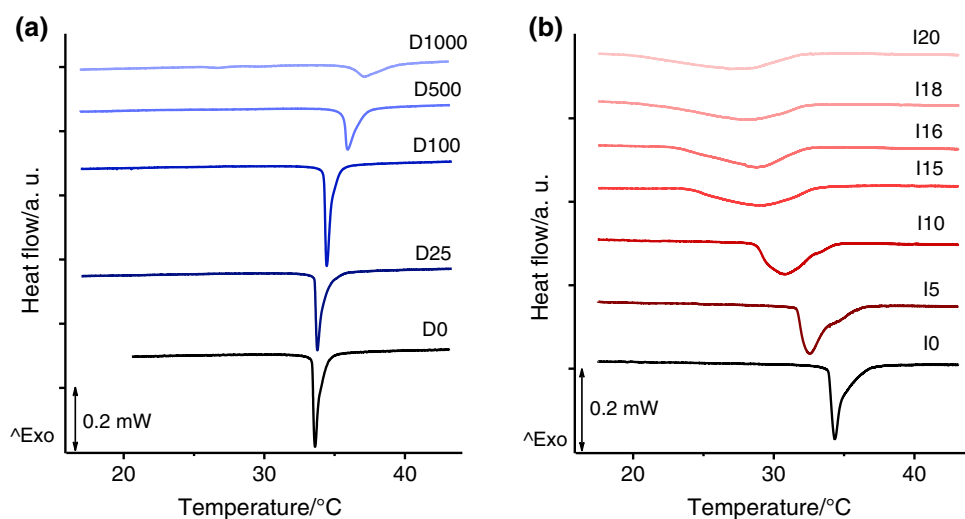 (a)
D1000
D500
D100
D25
D0
Heat flow/a. u.
0.2 mW
^Exo
20
30
40
Temperature/°C
(b)
I20
I18
I16
I15
I10
I5
I0
Heat flow/a. u.
0.2 mW
^Exo
20
30
40
Temperature/°C